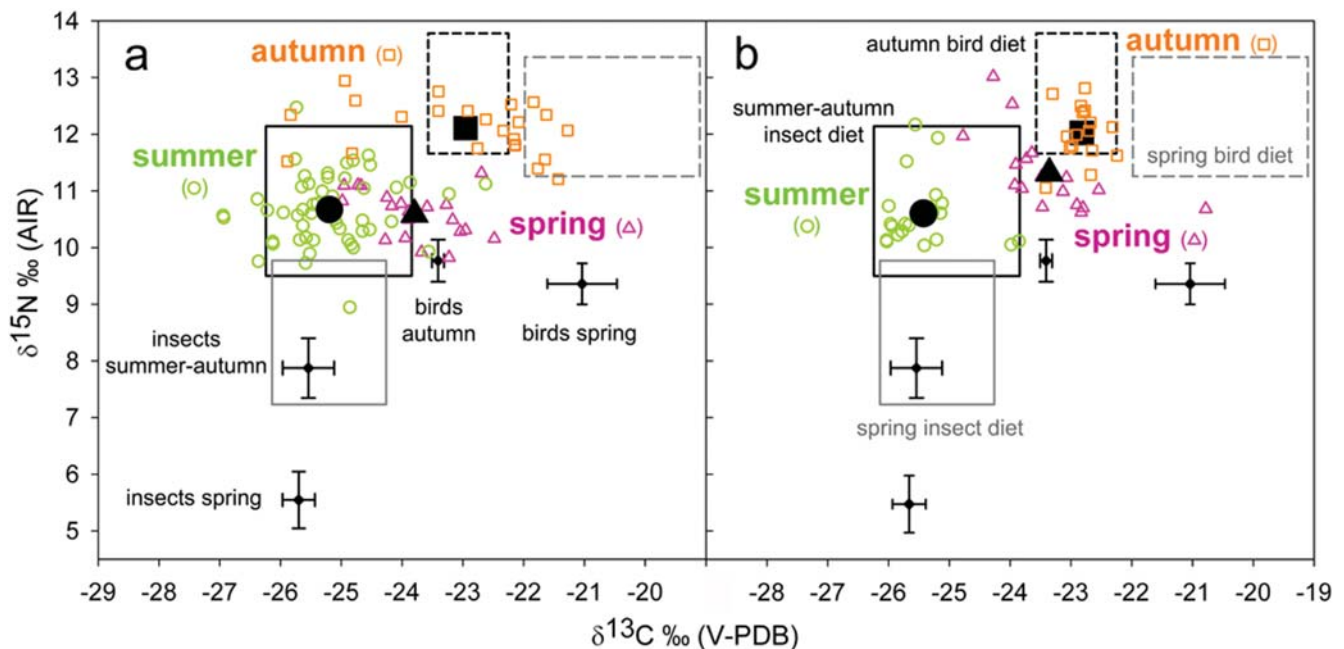 a
autumn (□)
summer
(○)
spring (△)
insects
summer-autumn
birds
autumn
birds spring
insects spring
b
autumn bird diet
autumn (□)
summer-autumn
insect diet
spring bird diet
summer
(○)
spring (△)
spring insect diet
14
13
12
11
10
9
8
7
6
5
δ15N ‰ (AIR)
-29 -28 -27 -26 -25 -24 -23 -22 -21 -20
-28 -27 -26 -25 -24 -23 -22 -21 -20 -19
δ13C ‰ (V-PDB)